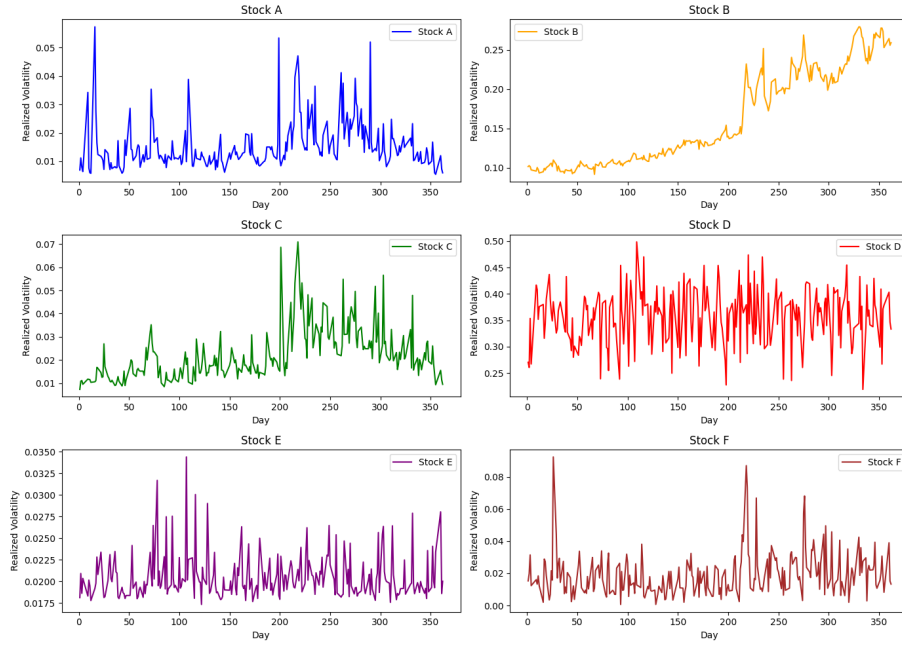 Stock A
Stock A
Realized Volatility
0.05
0.04
0.03
0.02
0.01
0 50 100 150 200 250 300 350
Day
Stock B
Stock B
Realized Volatility
0.25
0.20
0.15
0.10
0 50 100 150 200 250 300 350
Day
Stock C
Stock C
Realized Volatility
0.07
0.06
0.05
0.04
0.03
0.02
0.01
0 50 100 150 200 250 300 350
Day
Stock D
Stock D
Realized Volatility
0.50
0.45
0.40
0.35
0.30
0.25
0 50 100 150 200 250 300 350
Day
Stock E
Stock E
Realized Volatility
0.0350
0.0325
0.0300
0.0275
0.0250
0.0225
0.0200
0.0175
0 50 100 150 200 250 300 350
Day
Stock F
Stock F
Realized Volatility
0.08
0.06
0.04
0.02
0.00
0 50 100 150 200 250 300 350
Day